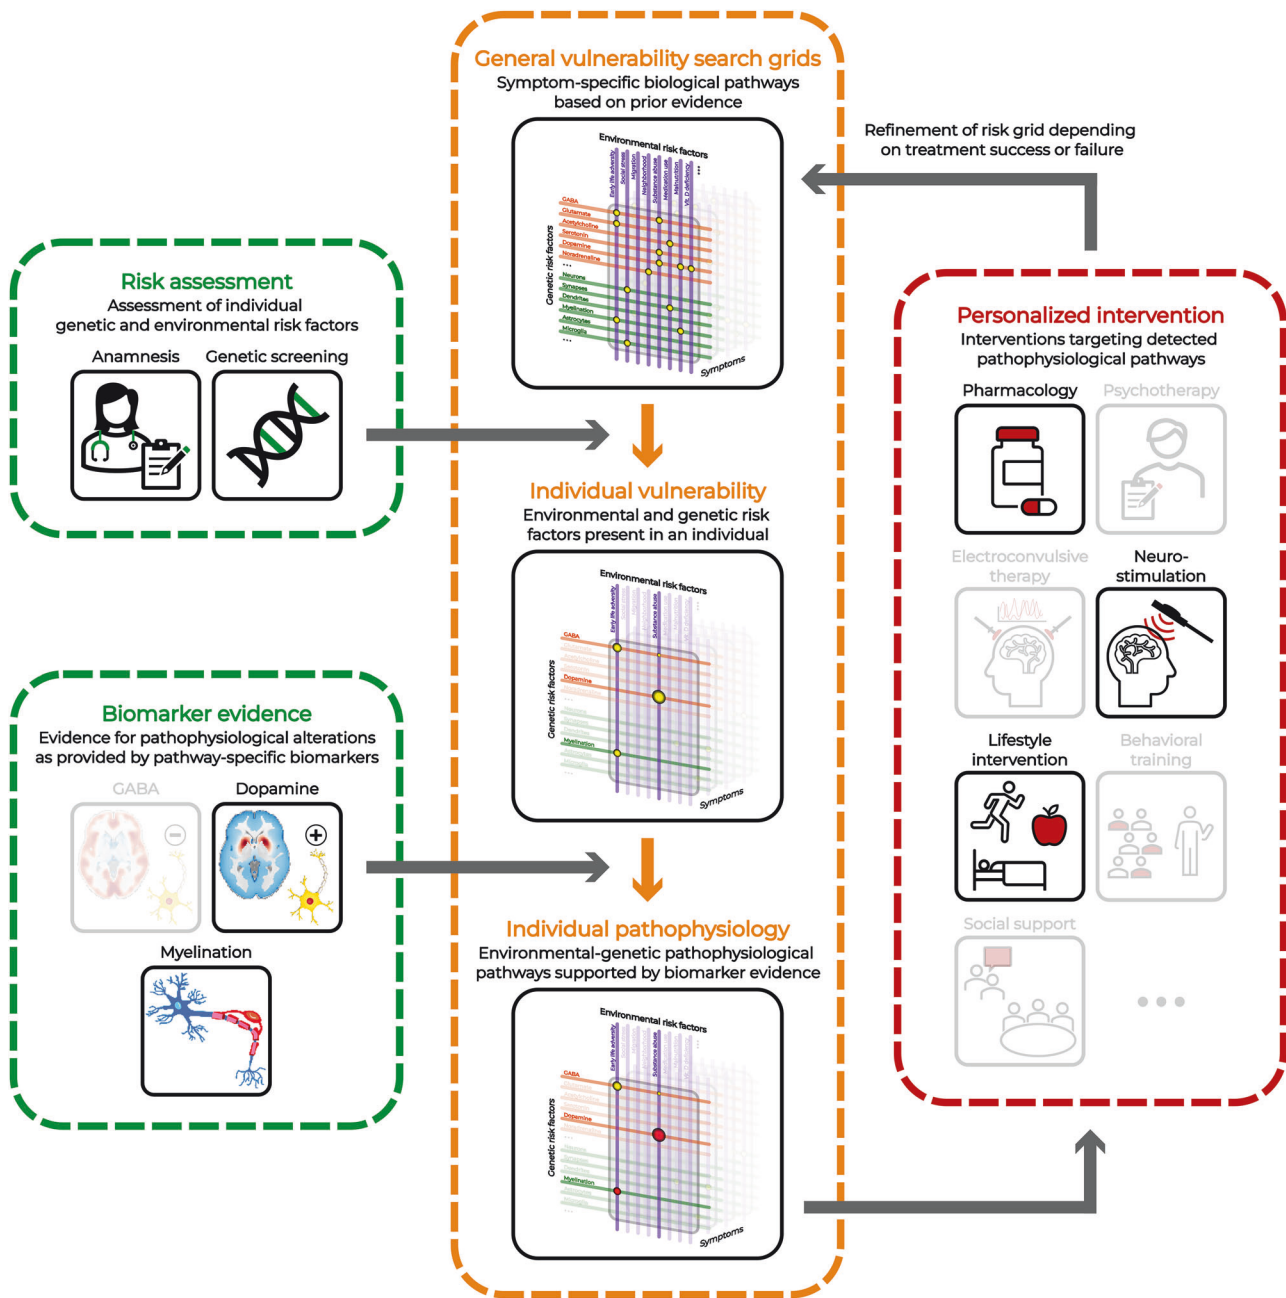 General vulnerability search grids
Symptom-specific biological pathways
based on prior evidence
Environmental risk factors
Early life adversity
Social stress
Migration
Neighborhood
Substance abuse
Medication use
Malnutrition
Vit. D deficiency
...
Genetic risk factors
GABA
Glutamate
Acetylcholine
Serotonin
Dopamine
Noradrenaline
...
Neurons
Synapses
Dendrites
Myelination
Astrocytes
Microglia
...
Symptoms
Refinement of risk grid depending
on treatment success or failure
Risk assessment
Assessment of individual
genetic and environmental risk factors
Anamnesis
Genetic screening
Individual vulnerability
Environmental and genetic risk
factors present in an individual
Environmental risk factors
Early life adversity
Substance abuse
Genetic risk factors
GABA
Dopamine
Myelination
Symptoms
Biomarker evidence
Evidence for pathophysiological alterations
as provided by pathway-specific biomarkers
GABA
Dopamine
Myelination
Individual pathophysiology
Environmental-genetic pathophysiological
pathways supported by biomarker evidence
Environmental risk factors
Early life adversity
Substance abuse
Genetic risk factors
GABA
Dopamine
Myelination
Symptoms
Personalized intervention
Interventions targeting detected
pathophysiological pathways
Pharmacology
Psychotherapy
Electroconvulsive
therapy
Neuro-
stimulation
Lifestyle
intervention
Behavioral
training
Social support
...